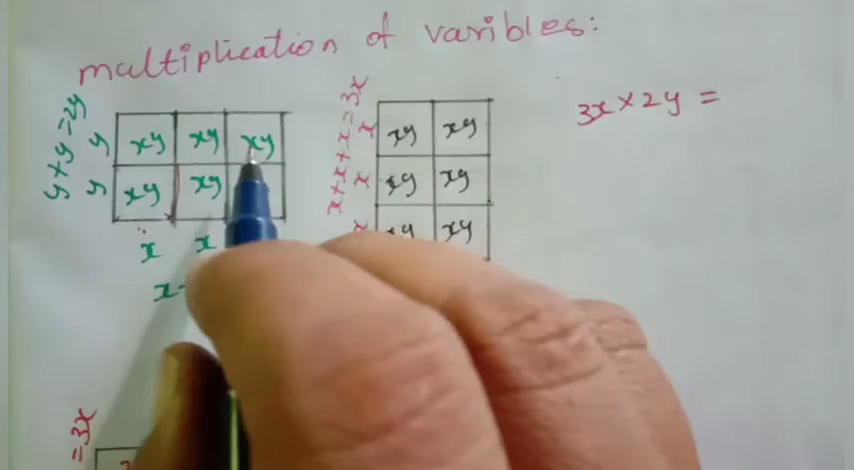 multiplication of varibles:
y+y=2y
y
y
xy xy xy
xy xy
x x
x
x+x+x=3x
x
x
x
xy xy
xy xy
xy xy
3x×2y=
=3x